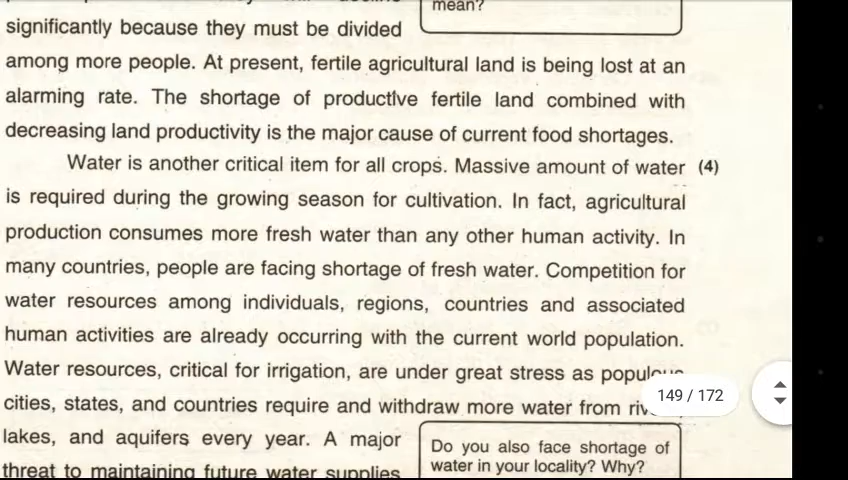 mean?
significantly because they must be divided
among more people. At present, fertile agricultural land is being lost at an
alarming rate. The shortage of productive fertile land combined with
decreasing land productivity is the major cause of current food shortages.
Water is another critical item for all crops. Massive amount of water (4)
is required during the growing season for cultivation. In fact, agricultural
production consumes more fresh water than any other human activity. In
many countries, people are facing shortage of fresh water. Competition for
water resources among individuals, regions, countries and associated
human activities are already occurring with the current world population.
Water resources, critical for irrigation, are under great stress as populous
cities, states, and countries require and withdraw more water from
149 / 172
lakes, and aquifers every year. A major
threat to maintaining future water supplies
Do you also face shortage of
water in your locality? Why?